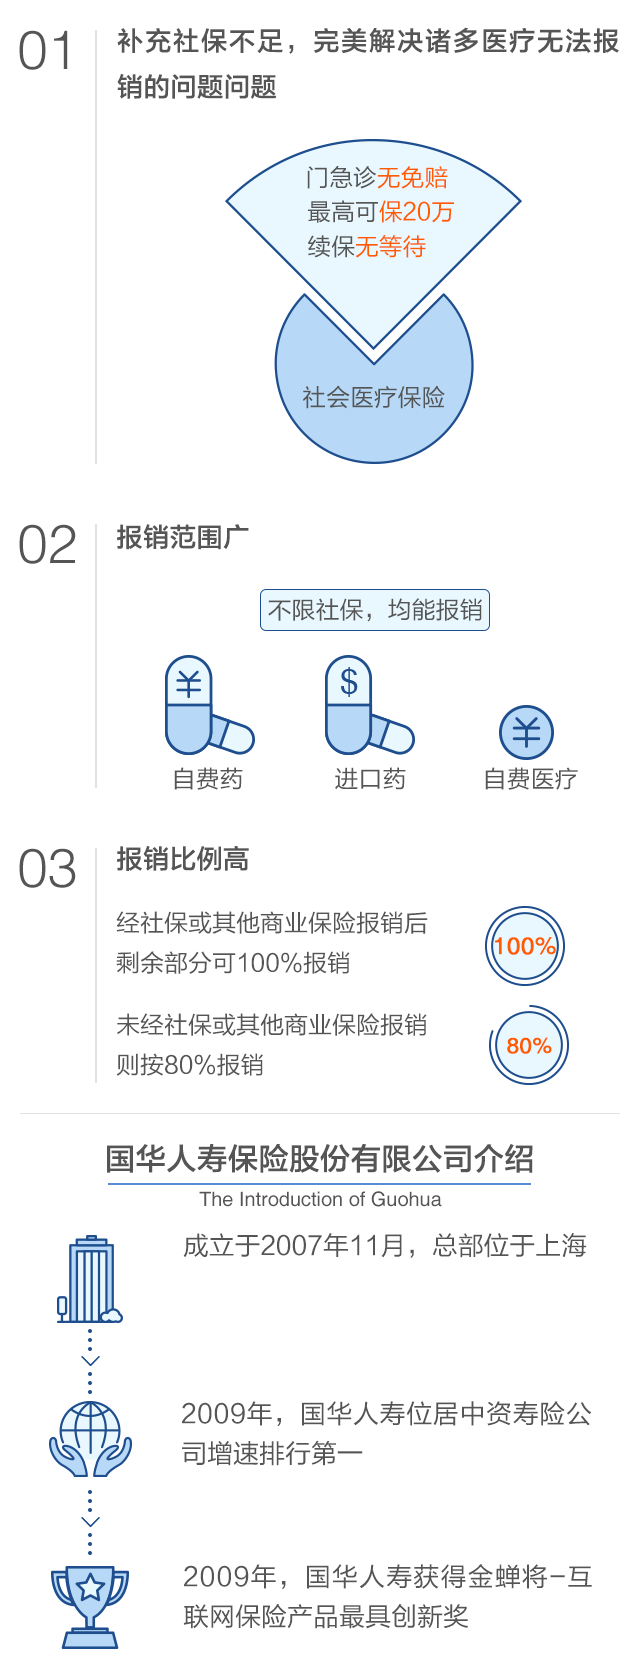 01
补充社保不足，完美解决诸多医疗无法报
销的问题问题
门急诊无免赔
最高可保20万
续保无等待
社会医疗保险
02
报销范围广
不限社保，均能报销
¥
$
¥
自费药
进口药
自费医疗
03
报销比例高
经社保或其他商业保险报销后
剩余部分可100%报销
100%
未经社保或其他商业保险报销
则按80%报销
80%
国华人寿保险股份有限公司介绍
The Introduction of Guohua
成立于2007年11月，总部位于上海
2009年，国华人寿位居中资寿险公
司增速排行第一
2009年，国华人寿获得金蝉将-互
联网保险产品最具创新奖